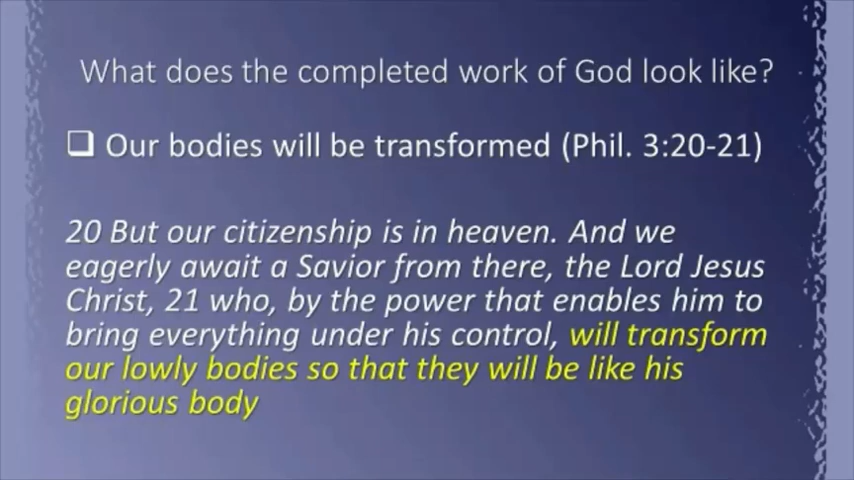 What does the completed work of God look like?
❑ Our bodies will be transformed (Phil. 3:20-21)
20 But our citizenship is in heaven. And we
eagerly await a Savior from there, the Lord Jesus
Christ, 21 who, by the power that enables him to
bring everything under his control, will transform
our lowly bodies so that they will be like his
glorious body